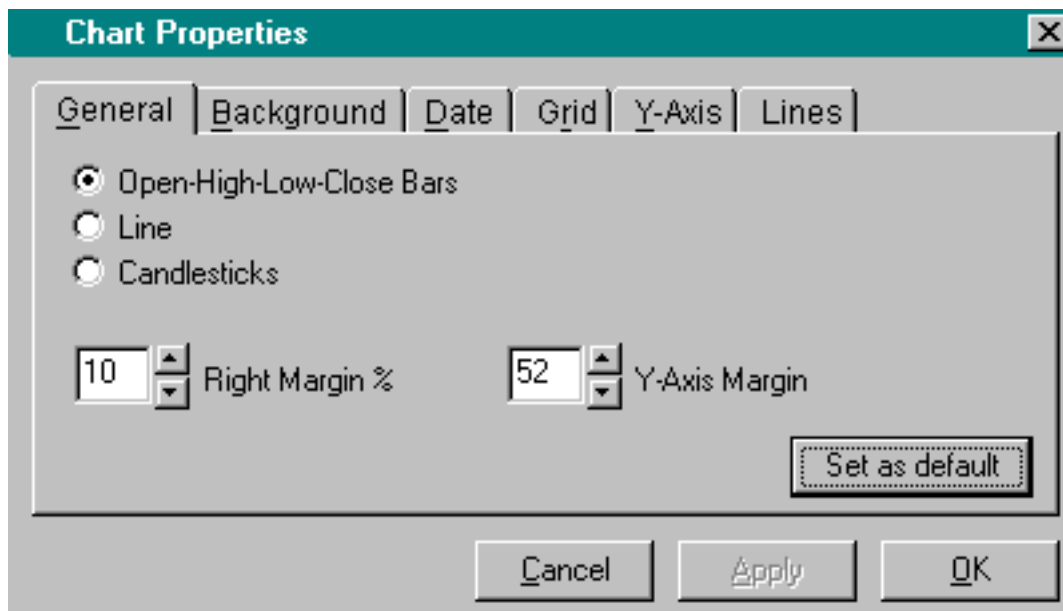 Chart Properties
General Background Date Grid Y-Axis Lines
Open-High-Low-Close Bars
Line
Candlesticks
10 Right Margin % 52 Y-Axis Margin
Set as default
Cancel Apply OK